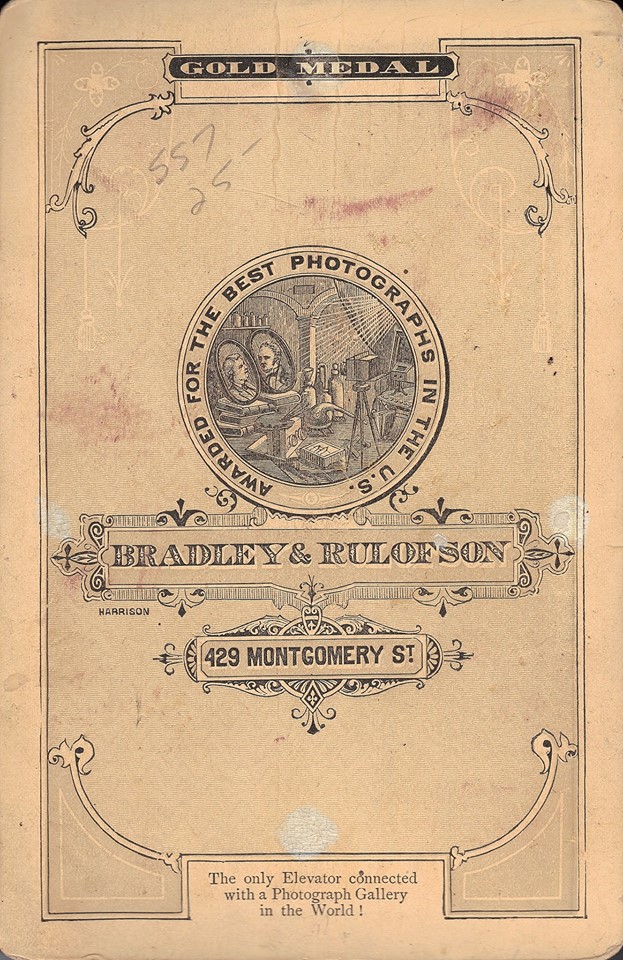 GOLD MEDAL
557
25 -
AWARDED FOR THE BEST PHOTOGRAPHS IN THE U.S.
BRADLEY & RULOFSON
HARRISON
429 MONTGOMERY ST
The only Elevator connected
with a Photograph Gallery
in the World!